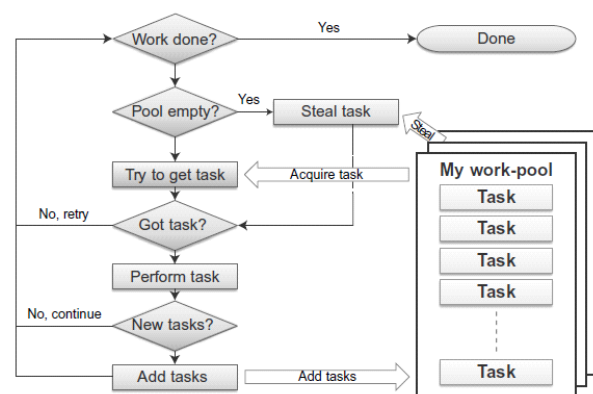 Work done?
Yes
Done
Pool empty?
Yes
Steal task
Steal
Try to get task
Acquire task
My work-pool
Task
Task
Task
Task
Task
No, retry
Got task?
Perform task
No, continue
New tasks?
Add tasks
Add tasks